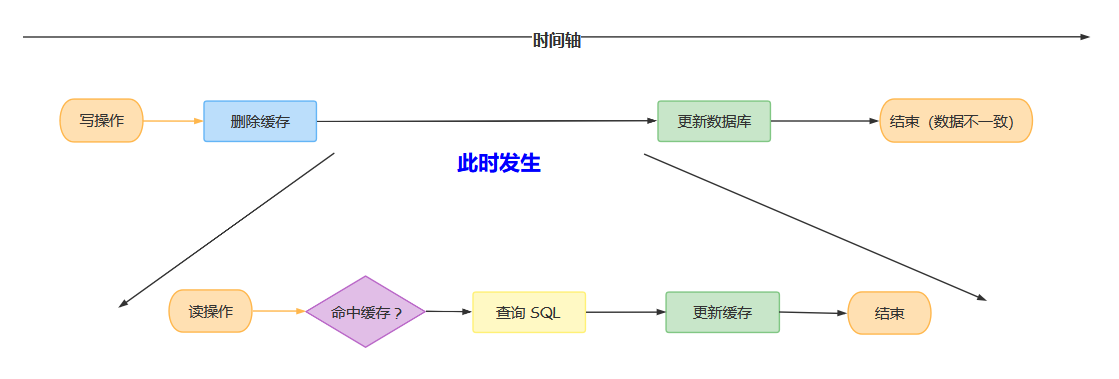 时间轴
写操作
删除缓存
更新数据库
结束（数据不一致）
此时发生
读操作
命中缓存？
查询 SQL
更新缓存
结束